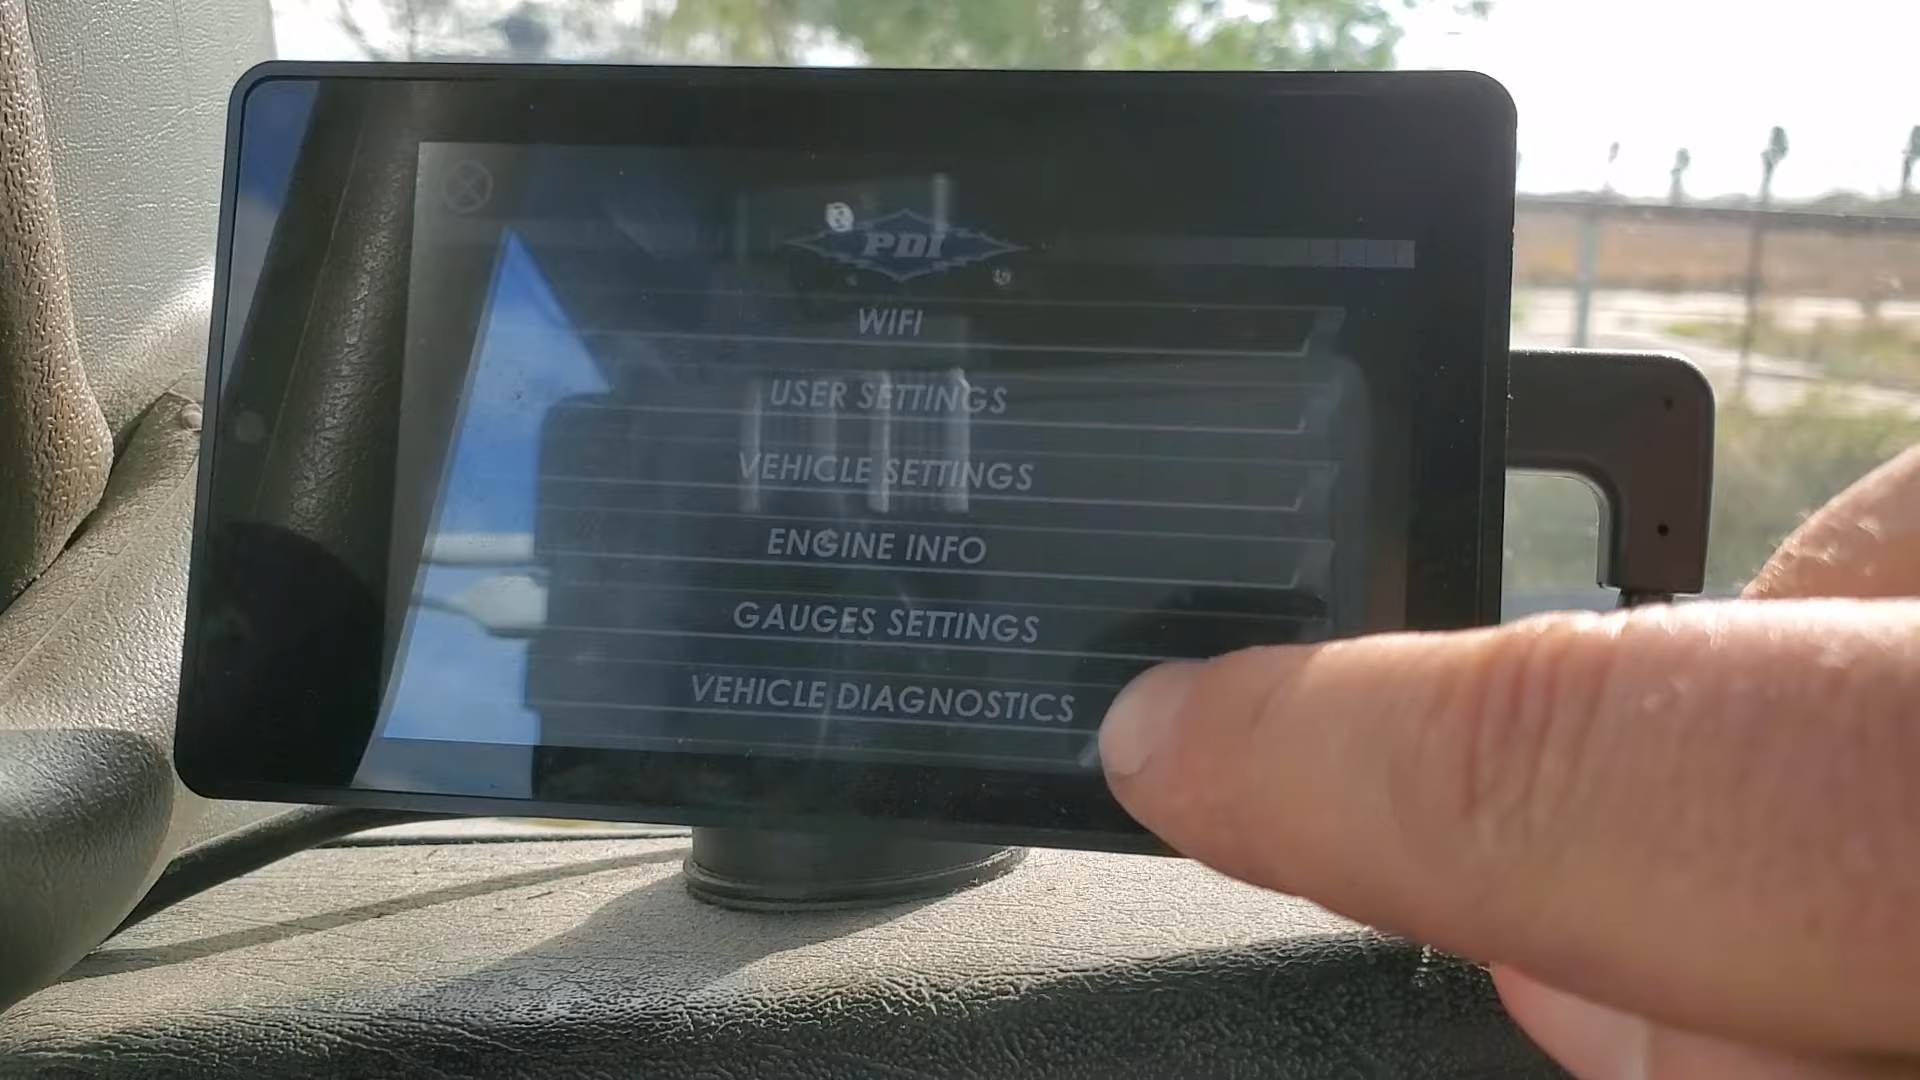 PDI
WIFI
USER SETTINGS
VEHICLE SETTINGS
ENGINE INFO
GAUGES SETTINGS
VEHICLE DIAGNOSTICS